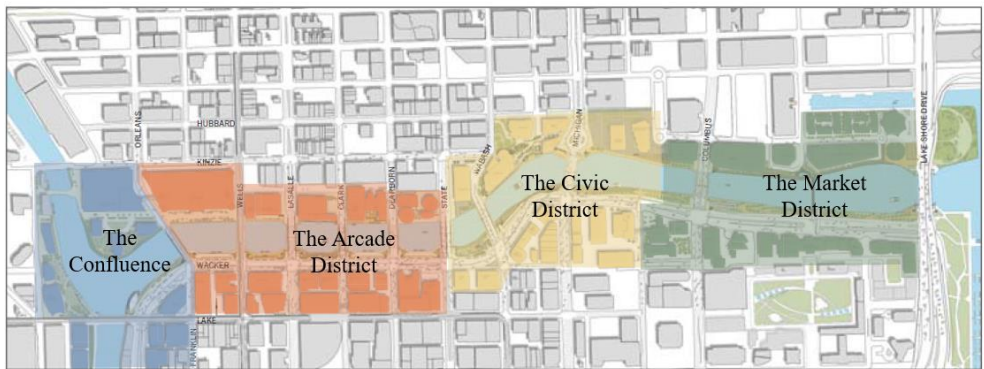 ORLEANS
HUBBARD
KINZIE
WELLS
LASALLE
CLARK
DEARBORN
STATE
WABASH
MICHIGAN
COLUMBUS
LAKE SHORE DRIVE
The
Confluence
The Arcade
District
The Civic
District
The Market
District
WACKER
LAKE
FRANKLIN